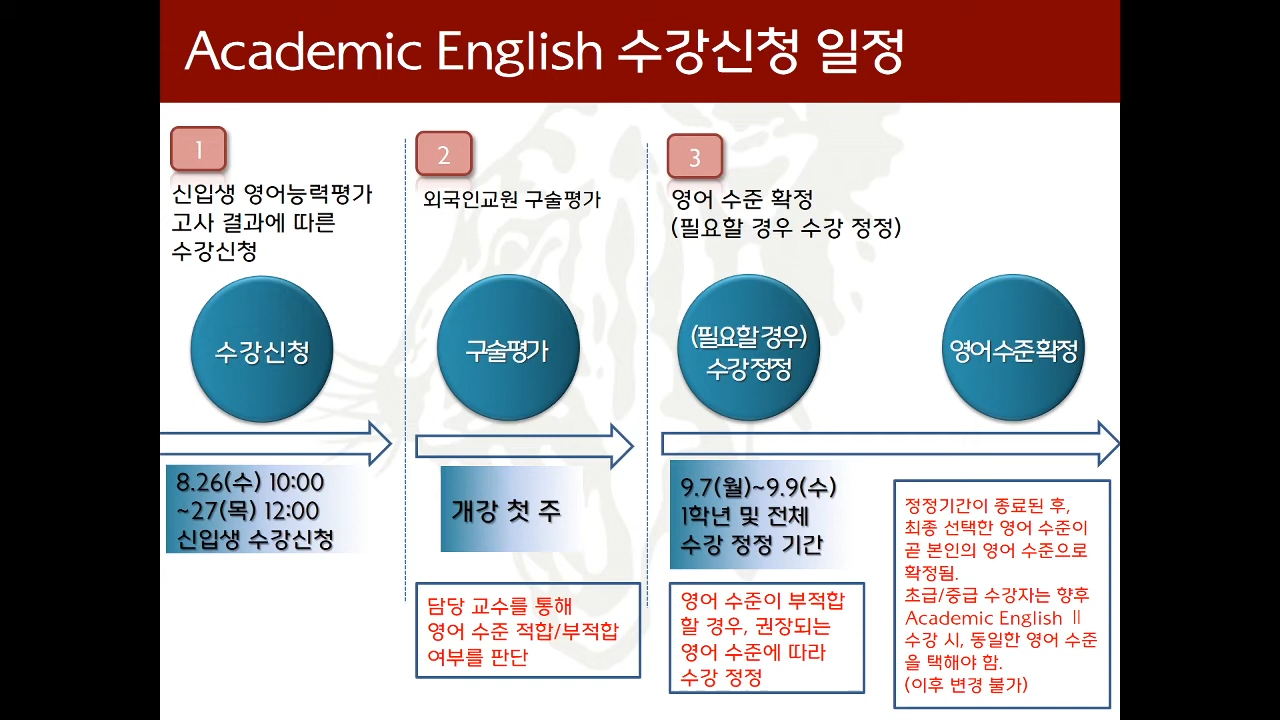 Academic English 수강신청 일정
1
신입생 영어능력평가
고사 결과에 따른
수강신청
수강신청
8.26(수) 10:00
~27(목) 12:00
신입생 수강신청
2
외국인교원 구술평가
구술평가
개강 첫 주
담당 교수를 통해
영어 수준 적합/부적합
여부를 판단
3
영어 수준 확정
(필요할 경우 수강 정정)
(필요할 경우)
수강 정정
9.7(월)~9.9(수)
1학년 및 전체
수강 정정 기간
영어 수준이 부적합
할 경우, 권장되는
영어 수준에 따라
수강 정정
영어 수준 확정
정정기간이 종료된 후,
최종 선택한 영어 수준이
곧 본인의 영어 수준으로
확정됨.
초급/중급 수강자는 향후
Academic English Ⅱ
수강 시, 동일한 영어 수준
을 택해야 함.
(이후 변경 불가)